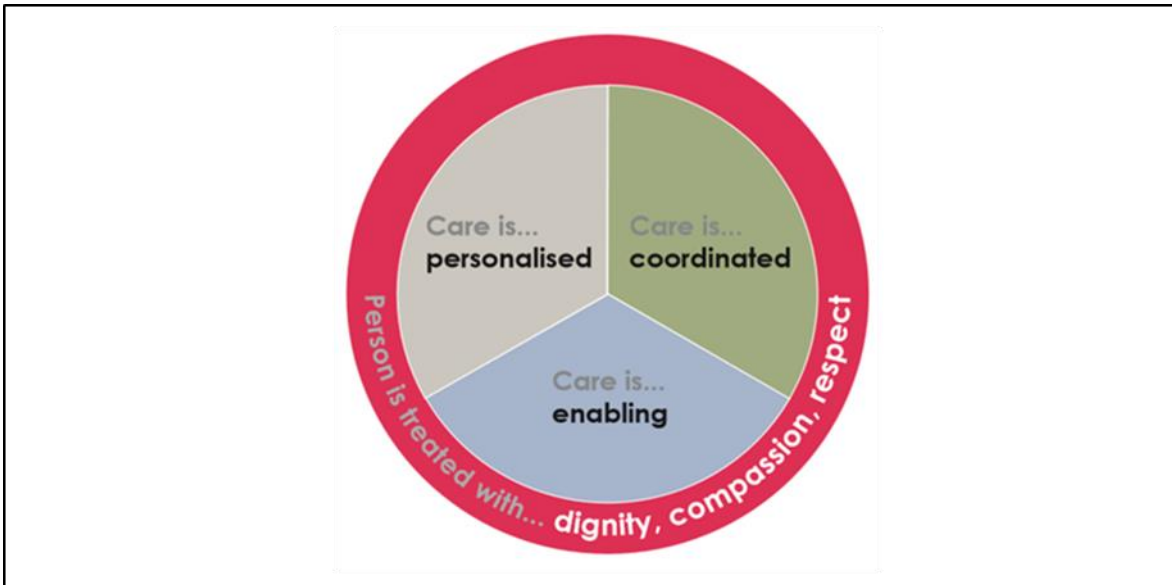 Care is...
personalised
Care is...
coordinated
Care is...
enabling
Person is treated with... dignity, compassion, respect